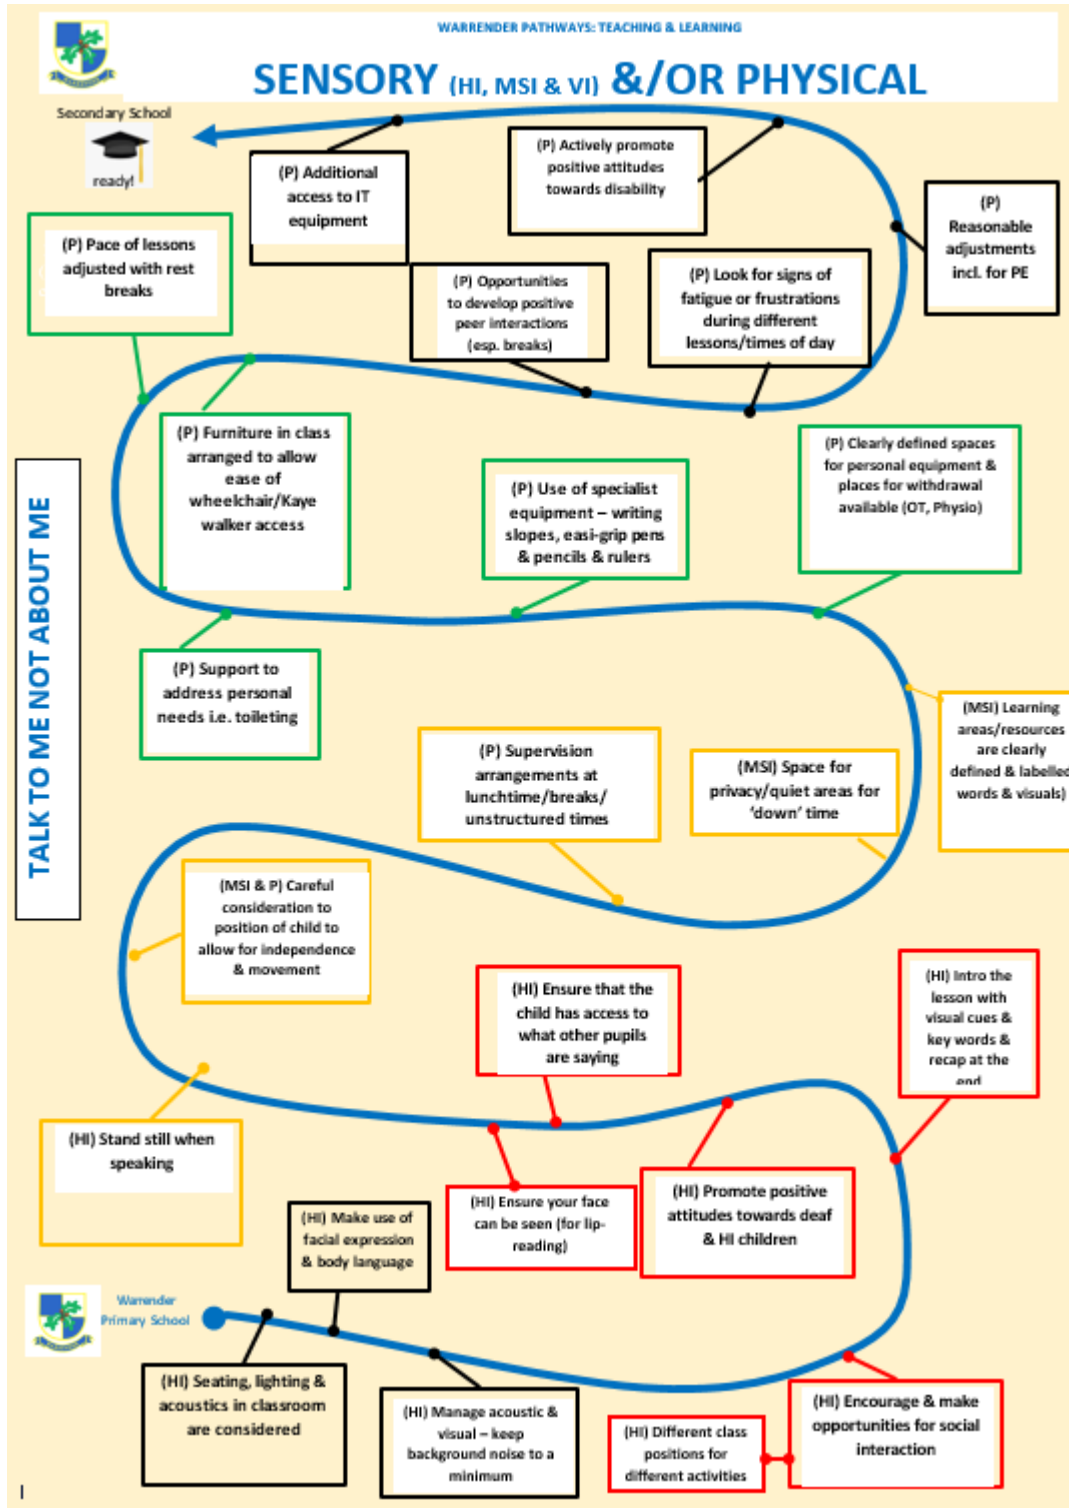 WARRENDER PATHWAYS: TEACHING & LEARNING
SENSORY (HI, MSI & VI) &/OR PHYSICAL
Secondary School
ready!
(P) Additional
access to IT
equipment
(P) Actively promote
positive attitudes
towards disability
(P)
Reasonable
adjustments
incl. for PE
(P) Pace of lessons
adjusted with rest
breaks
(P) Opportunities
to develop positive
peer interactions
(esp. breaks)
(P) Look for signs of
fatigue or frustrations
during different
lessons/times of day
(P) Furniture in class
arranged to allow
ease of
wheelchair/Kaye
walker access
(P) Use of specialist
equipment – writing
slopes, easi-grip pens
& pencils & rulers
(P) Clearly defined spaces
for personal equipment &
places for withdrawal
available (OT, Physio)
TALK TO ME NOT ABOUT ME
(P) Support to
address personal
needs i.e. toileting
(P) Supervision
arrangements at
lunchtime/breaks/
unstructured times
(MSI) Space for
privacy/quiet areas for
‘down’ time
(MSI) Learning
areas/resources
are clearly
defined & labelled
words & visuals)
(MSI & P) Careful
consideration to
position of child to
allow for independence
& movement
(HI) Ensure that the
child has access to
what other pupils
are saying
(HI) Intro the
lesson with
visual cues &
key words &
recap at the
end
(HI) Stand still when
speaking
(HI) Ensure your face
can be seen (for lip-
reading)
(HI) Promote positive
attitudes towards deaf
& HI children
(HI) Make use of
facial expression
& body language
Warrender
Primary School
(HI) Seating, lighting &
acoustics in classroom
are considered
(HI) Manage acoustic &
visual – keep
background noise to a
minimum
(HI) Different class
positions for
different activities
(HI) Encourage & make
opportunities for social
interaction